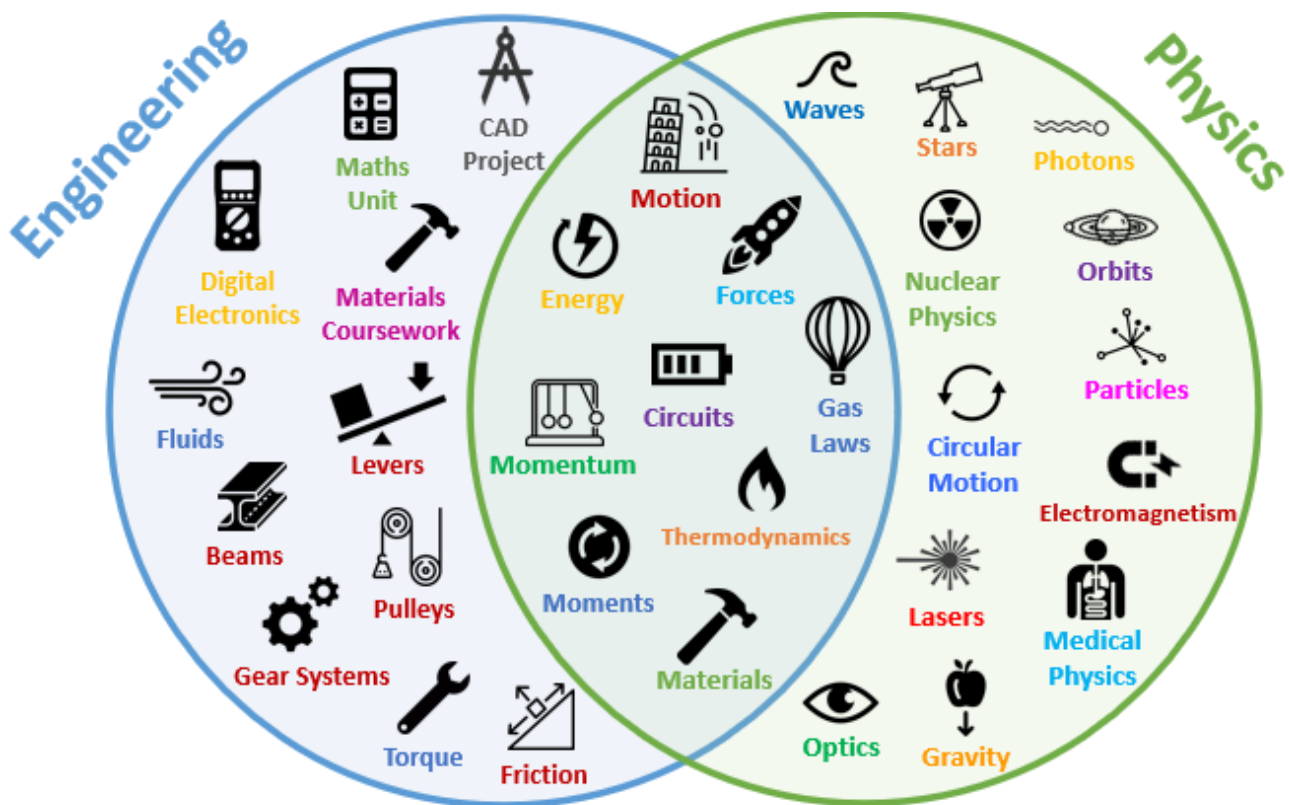 Engineering
Physics
CAD
Project
Maths
Unit
Digital
Electronics
Materials
Coursework
Fluids
Levers
Beams
Pulleys
Gear Systems
Torque
Friction
Motion
Energy
Forces
Circuits
Gas
Laws
Momentum
Thermodynamics
Moments
Materials
Waves
Stars
Photons
Nuclear
Physics
Orbits
Particles
Circular
Motion
Electromagnetism
Lasers
Medical
Physics
Optics
Gravity